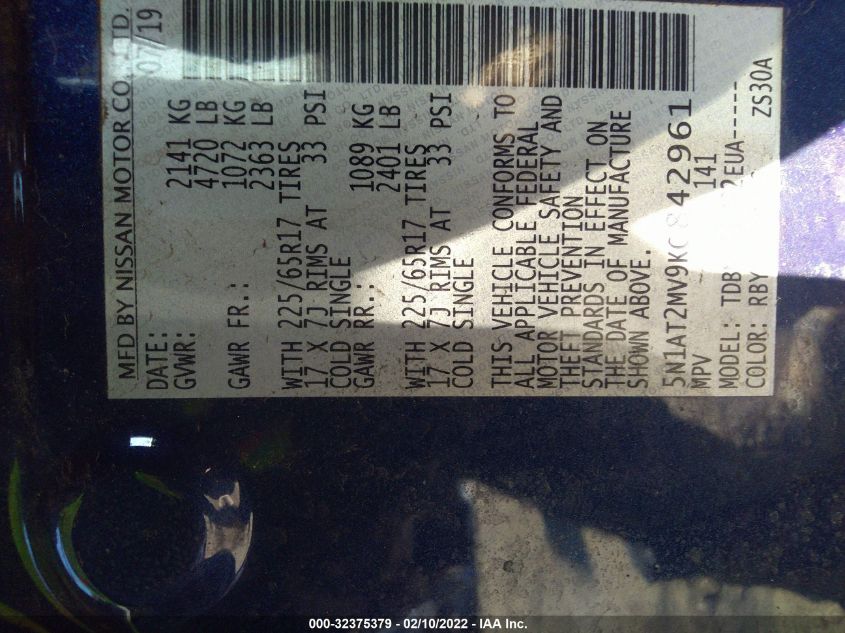 MFD BY NISSAN MOTOR CO., LTD.
DATE: 07/19
GVWR: 2141 KG
4720 LB
GAWR FR.: 1072 KG
2363 LB
WITH 225/65R17 TIRES
17 X 7J RIMS AT 33 PSI
COLD SINGLE
GAWR RR.: 1089 KG
2401 LB
WITH 225/65R17 TIRES
17 X 7J RIMS AT 33 PSI
COLD SINGLE
THIS VEHICLE CONFORMS TO
ALL APPLICABLE FEDERAL
MOTOR VEHICLE SAFETY AND
THEFT PREVENTION
STANDARDS IN EFFECT ON
THE DATE OF MANUFACTURE
SHOWN ABOVE.
5N1AT2MV9KC842961
MPV 141
MODEL:
COLOR: RBY ZS30A
000-32375379 - 02/10/2022 - IAA Inc.